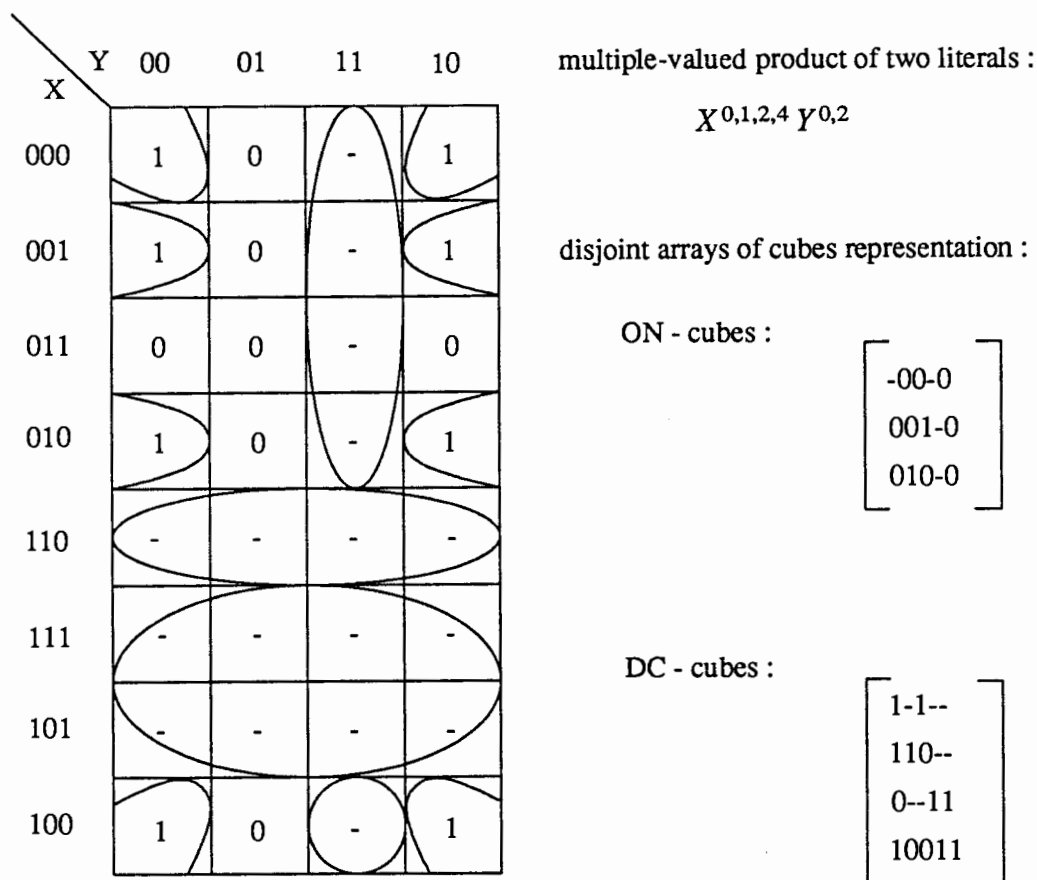 Y 00 01 11 10
X
000 1 0 - 1
001 1 0 - 1
011 0 0 - 0
010 1 0 - 1
110 - - - -
111 - - - -
101 - - - -
100 1 0 - 1
multiple-valued product of two literals :
X^{0,1,2,4} Y^{0,2}
disjoint arrays of cubes representation :
ON - cubes :
-00-0
001-0
010-0
DC - cubes :
1-1--
110--
0--11
10011